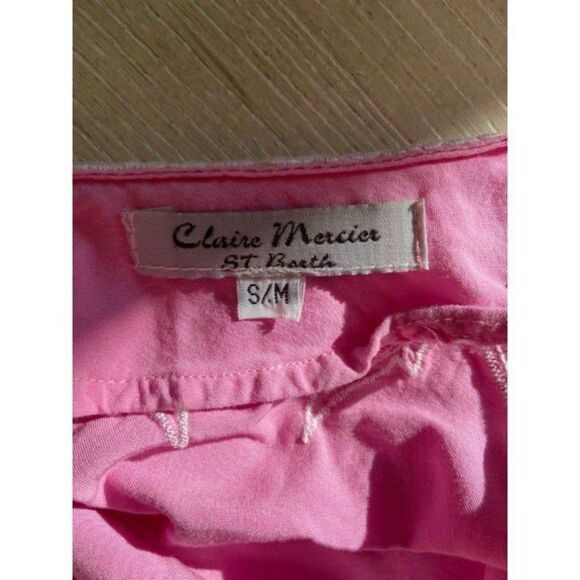 Claire Mercier
ST. Barth
S/M